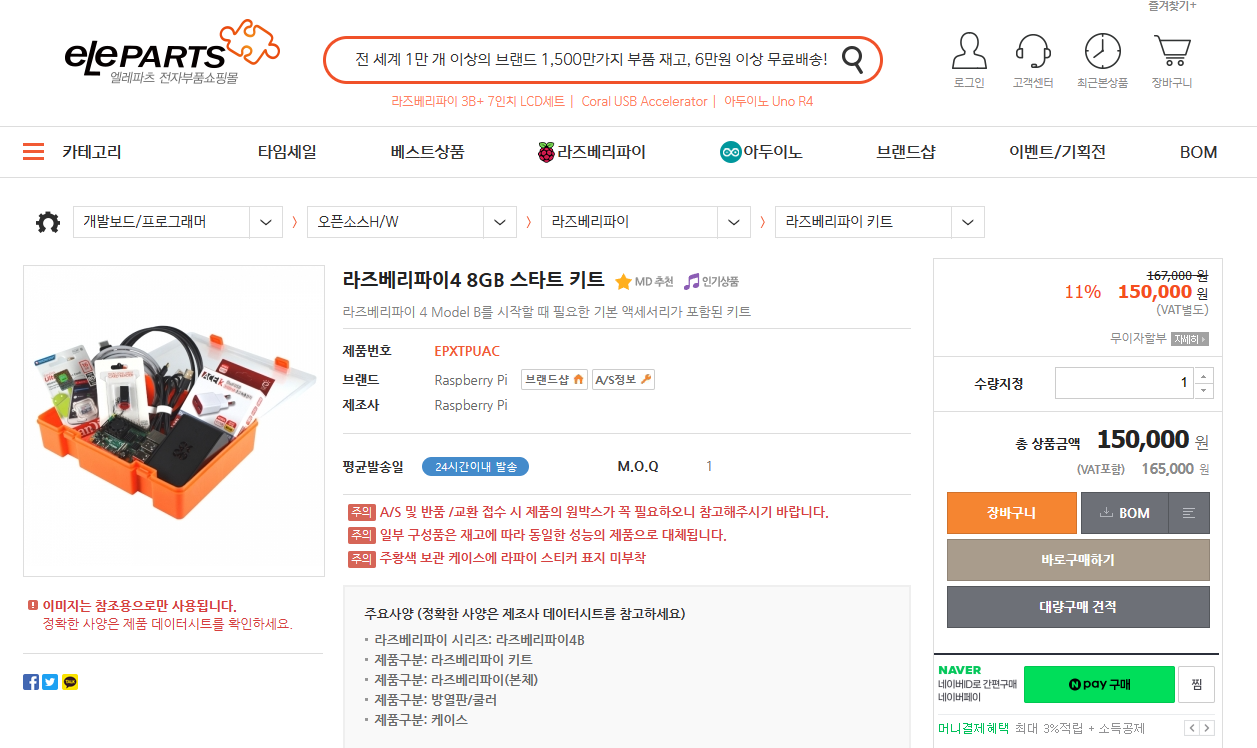 즐겨찾기+
elePARTS
엘레파츠 전자부품쇼핑몰
전 세계 1만 개 이상의 브랜드 1,500만가지 부품 재고, 6만원 이상 무료배송!
라즈베리파이 3B+ 7인치 LCD세트 | Coral USB Accelerator | 아두이노 Uno R4
로그인 고객센터 최근본상품 장바구니
카테고리 타임세일 베스트상품 라즈베리파이 아두이노 브랜드샵 이벤트/기획전 BOM
개발보드/프로그래머 > 오픈소스H/W > 라즈베리파이 > 라즈베리파이 키트
라즈베리파이4 8GB 스타트 키트 MD 추천 인기상품
라즈베리파이 4 Model B를 시작할 때 필요한 기본 액세서리가 포함된 키트
제품번호 EPXTPUAC
브랜드 Raspberry Pi 브랜드샵 A/S정보
제조사 Raspberry Pi
평균발송일 24시간이내 발송 M.O.Q 1
주의 A/S 및 반품 /교환 접수 시 제품의 원박스가 꼭 필요하오니 참고해주시기 바랍니다.
주의 일부 구성품은 재고에 따라 동일한 성능의 제품으로 대체됩니다.
주의 주황색 보관 케이스에 라파이 스티커 표지 미부착
주요사양 (정확한 사양은 제조사 데이터시트를 참고하세요)
· 라즈베리파이 시리즈: 라즈베리파이4B
· 제품구분: 라즈베리파이 키트
· 제품구분: 라즈베리파이(본체)
· 제품구분: 방열판/쿨러
· 제품구분: 케이스
이미지는 참조용으로만 사용됩니다.
정확한 사양은 제품 데이터시트를 확인하세요.
167,000 원
11% 150,000 원
(VAT별도)
무이자할부 자세히
수량지정 1
총 상품금액 150,000 원
(VAT포함) 165,000 원
장바구니 BOM
바로구매하기
대량구매 견적
NAVER
네이버ID로 간편구매
네이버페이
N pay 구매 찜
머니결제혜택 최대 3%적립 + 소득공제